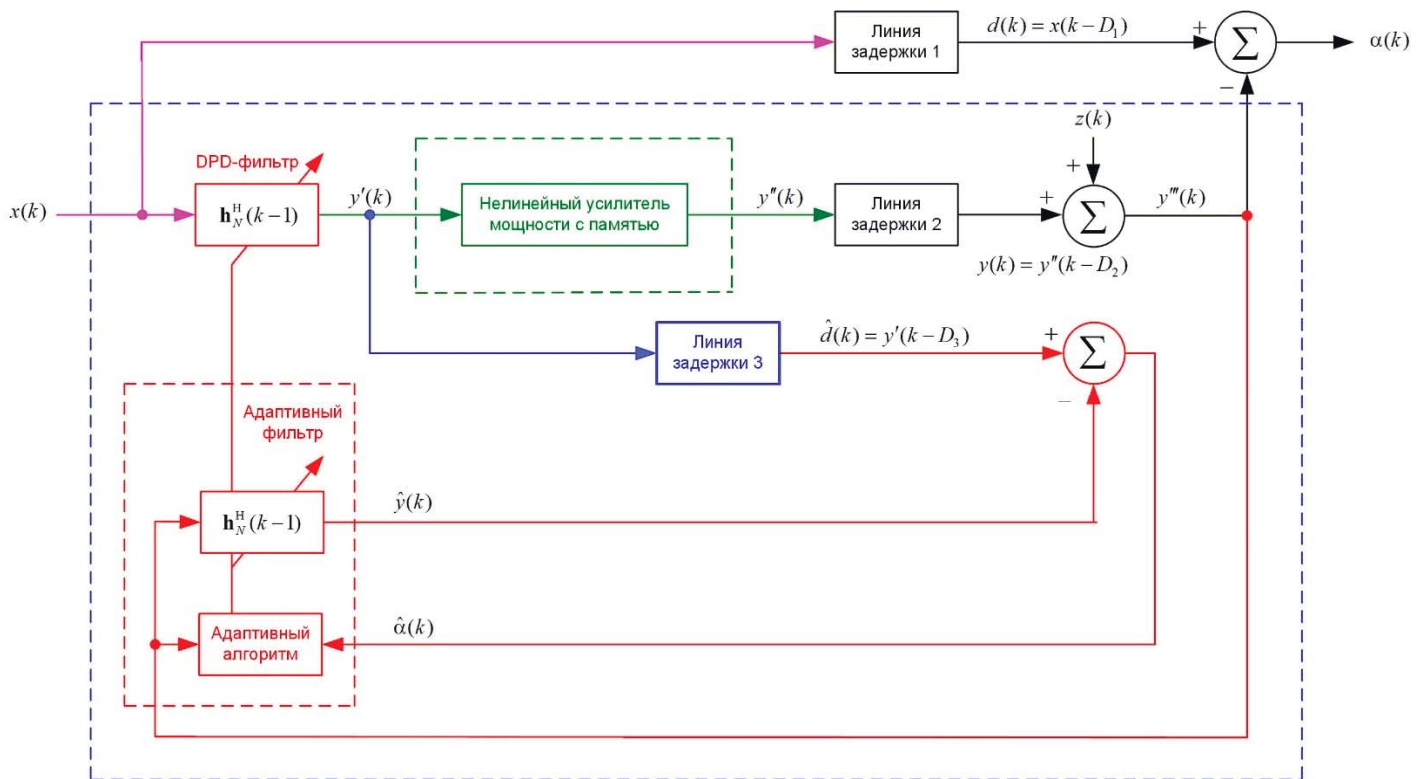 Линия
задержки 1
d(k) = x(k−D₁)
+
Σ
α(k)
−
z(k)
+
DPD-фильтр
x(k)
h_N^H(k−1)
y′(k)
Нелинейный усилитель
мощности с памятью
y″(k)
Линия
задержки 2
+
Σ
y‴(k)
y(k) = y″(k−D₂)
Линия
задержки 3
d̂(k) = y′(k−D₃)
+
Σ
−
Адаптивный
фильтр
h_N^H(k−1)
ŷ(k)
Адаптивный
алгоритм
α̂(k)